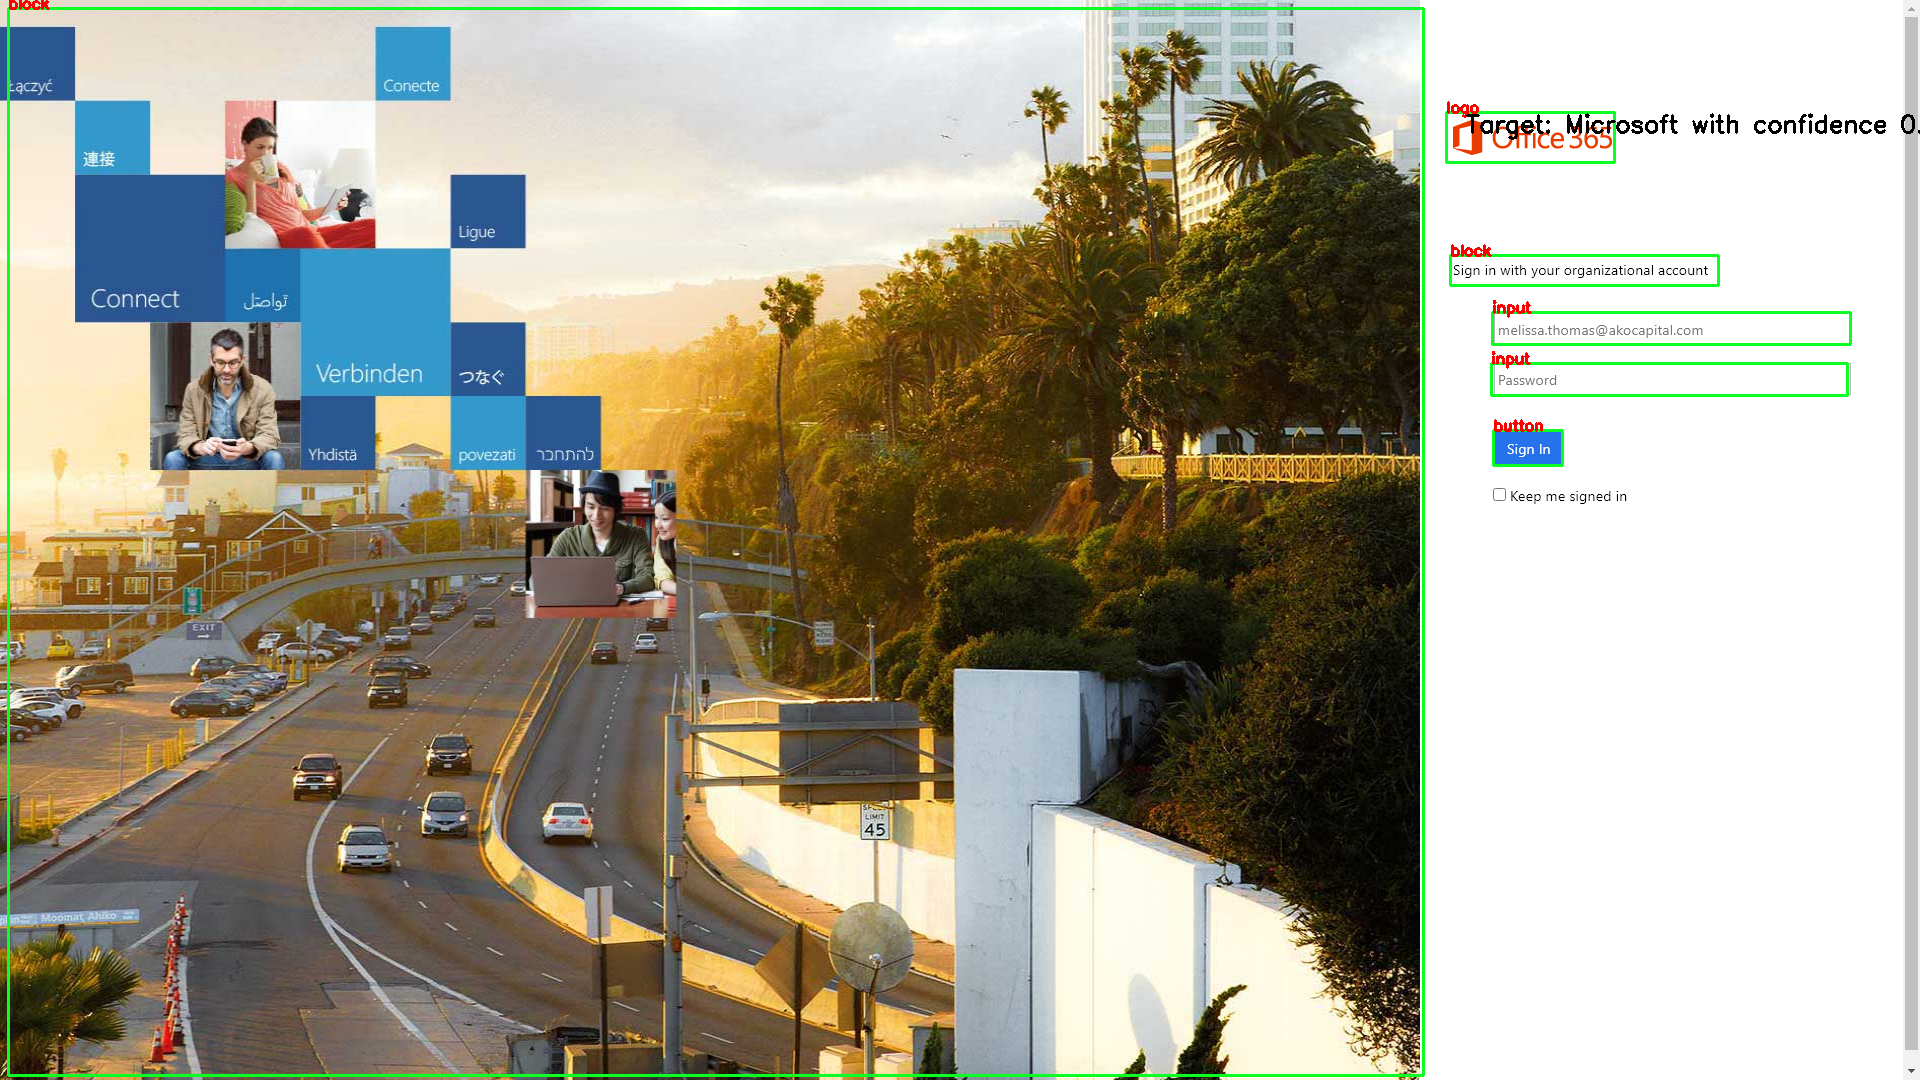 block
Łączyć
Conecte
連接
Connect
تواصَل
Ligue
Verbinden
つなぐ
Yhdistä
povezati
להתחבר
EXIT
SPEED
LIMIT
45
Moomat Ahiko
logo
Target: Microsoft with confidence 0.
Office 365
block
Sign in with your organizational account
input
melissa.thomas@akocapital.com
input
Password
button
Sign In
Keep me signed in